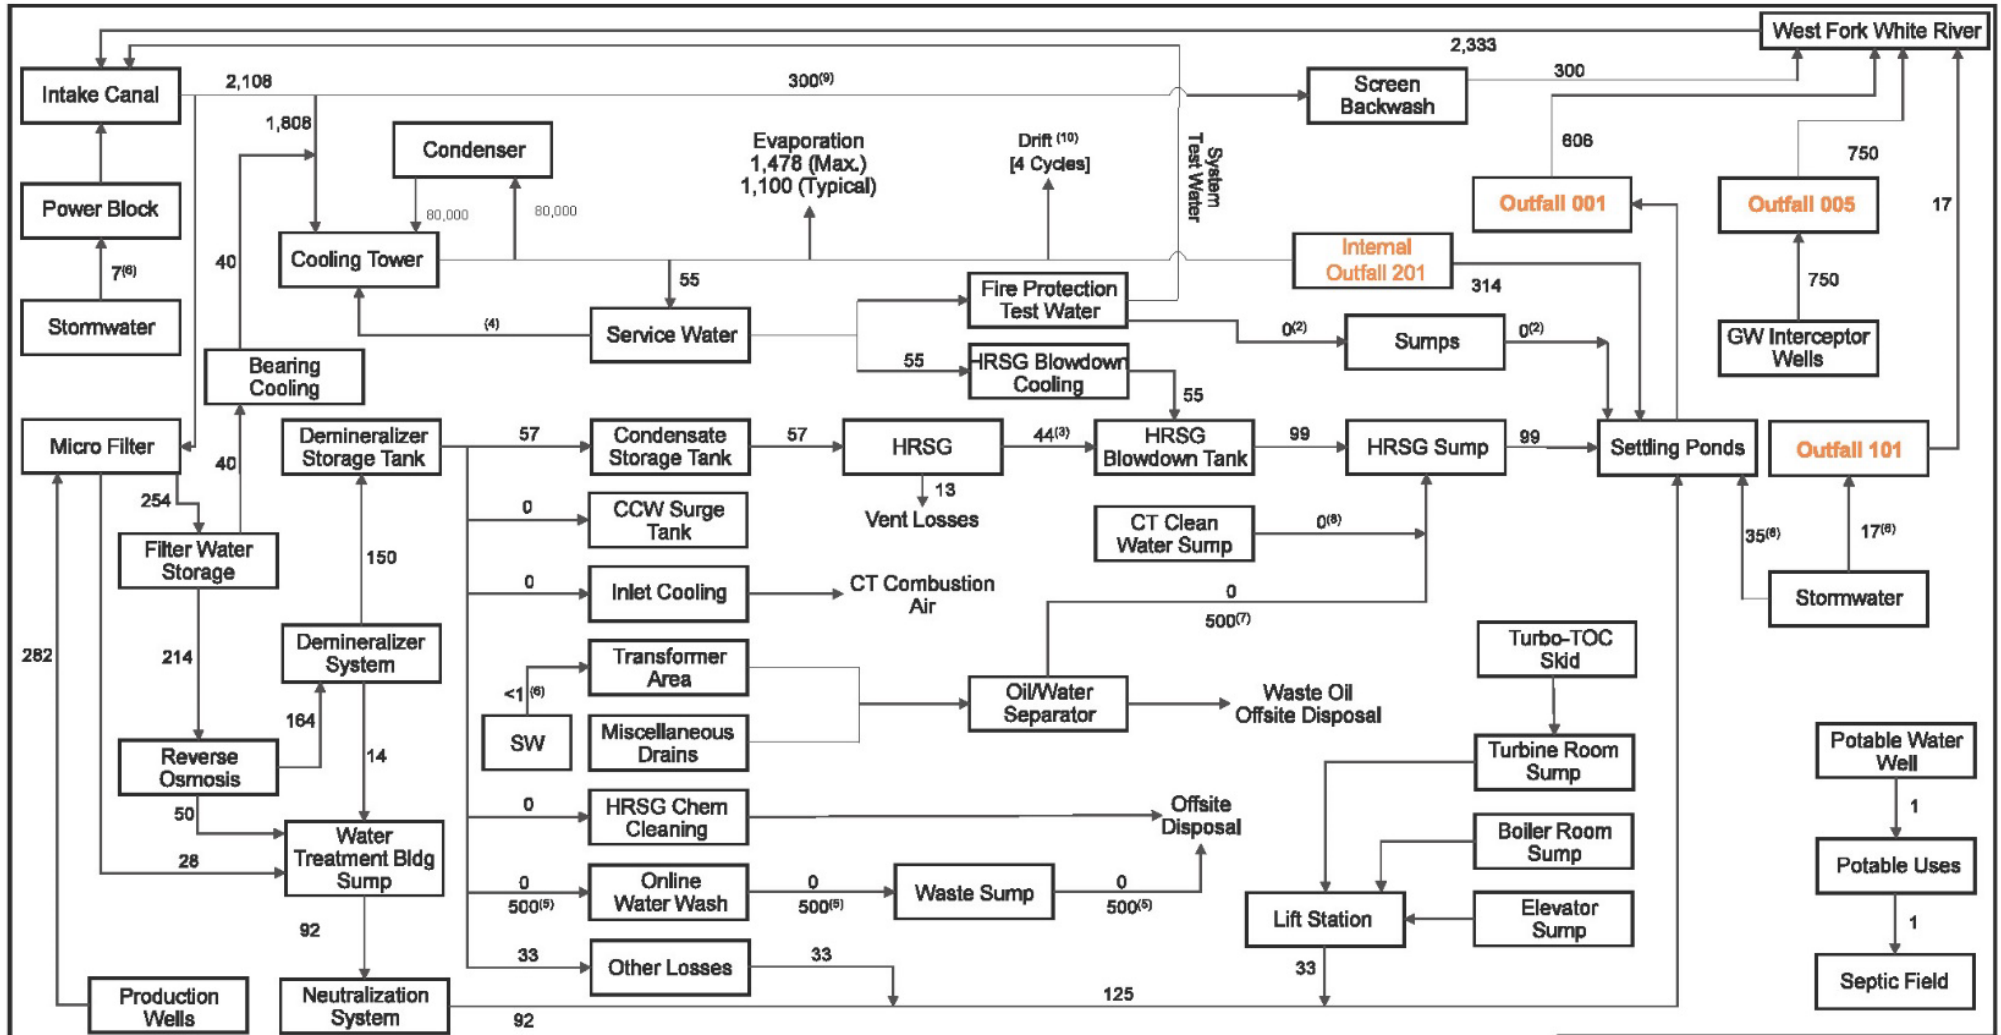 West Fork White River
2,333
Intake Canal
2,108
300(9)
Screen
Backwash
300
1,808
Condenser
Evaporation
1,478 (Max.)
1,100 (Typical)
Drift (10)
[4 Cycles]
System
Test Water
606
750
17
Power Block
80,000
80,000
Outfall 001
Outfall 005
7(6)
40
Cooling Tower
Internal
Outfall 201
314
55
Fire Protection
Test Water
750
Stormwater
(4)
Service Water
0(2)
Sumps
0(2)
GW Interceptor
Wells
Bearing
Cooling
55
HRSG Blowdown
Cooling
55
Micro Filter
Demineralizer
Storage Tank
57
Condensate
Storage Tank
57
HRSG
44(3)
HRSG
Blowdown Tank
99
HRSG Sump
99
Settling Ponds
Outfall 101
40
254
13
Vent Losses
0
CCW Surge
Tank
CT Clean
Water Sump
0(8)
35(6)
17(6)
Filter Water
Storage
150
0
Inlet Cooling
CT Combustion
Air
0
500(7)
Stormwater
282
214
Demineralizer
System
Turbo-TOC
Skid
Transformer
Area
<1 (6)
SW
Miscellaneous
Drains
Oil/Water
Separator
Waste Oil
Offsite Disposal
164
14
Reverse
Osmosis
Turbine Room
Sump
Potable Water
Well
50
0
HRSG Chem
Cleaning
Offsite
Disposal
1
Water
Treatment Bldg
Sump
Boiler Room
Sump
28
0
500(5)
Online
Water Wash
0
500(5)
Waste Sump
0
500(5)
Potable Uses
Lift Station
Elevator
Sump
92
1
33
Other Losses
33
33
Septic Field
Production
Wells
Neutralization
System
92
125